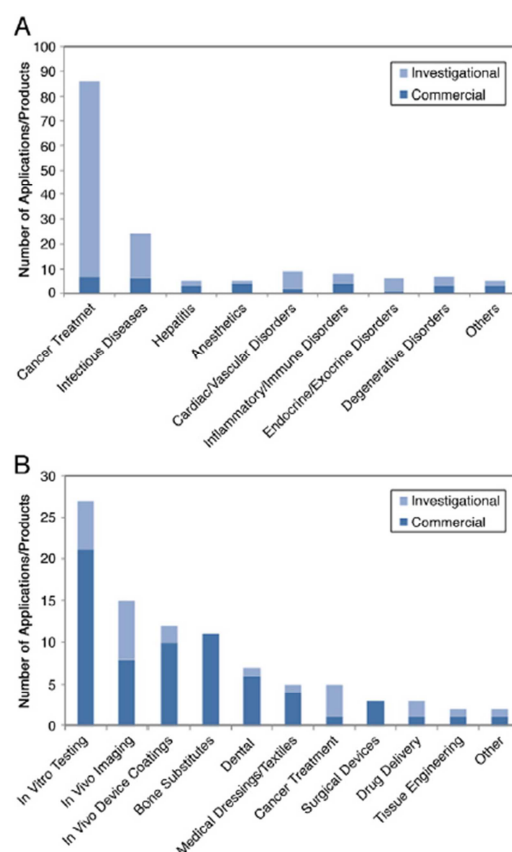 A
Number of Applications/Products
100
90
80
70
60
50
40
30
20
10
0
Investigational
Commercial
Cancer Treatmet
Infectious Diseases
Hepatitis
Anesthetics
Cardiac/Vascular Disorders
Inflammatory/Immune Disorders
Endocrine/Exocrine Disorders
Degenerative Disorders
Others
B
Number of Applications/Products
30
25
20
15
10
5
0
Investigational
Commercial
In Vitro Testing
In Vivo Imaging
In Vivo Device Coatings
Bone Substitutes
Dental
Medical Dressings/Textiles
Cancer Treatment
Surgical Devices
Drug Delivery
Tissue Engineering
Other